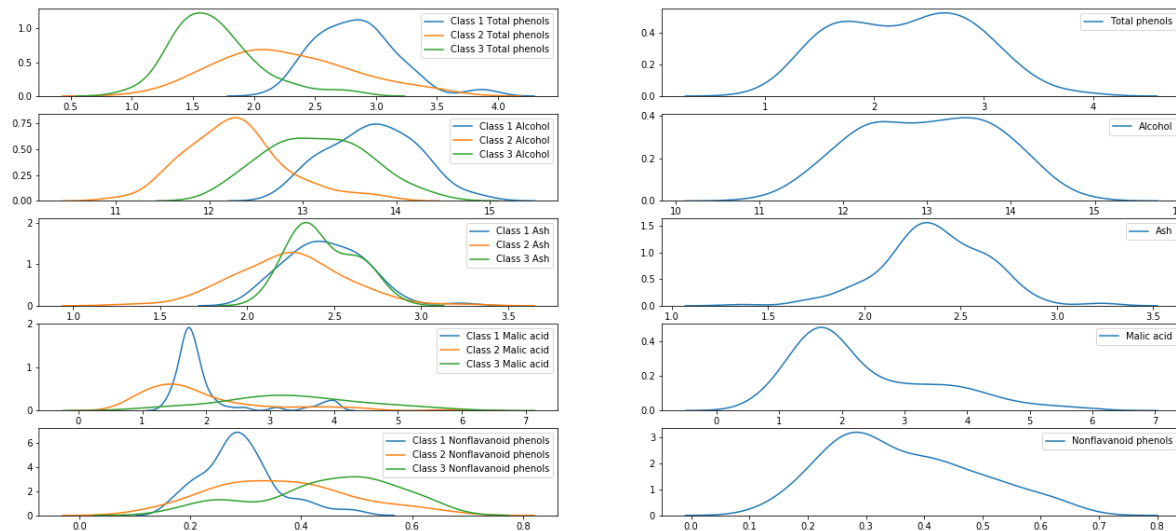 Class 1 Total phenols
Class 2 Total phenols
Class 3 Total phenols
1.0
0.5
0.0
0.5 1.0 1.5 2.0 2.5 3.0 3.5 4.0
Total phenols
0.4
0.2
0.0
1 2 3 4
Class 1 Alcohol
Class 2 Alcohol
Class 3 Alcohol
0.75
0.50
0.25
0.00
11 12 13 14 15
Alcohol
0.4
0.2
0.0
10 11 12 13 14 15 16
Class 1 Ash
Class 2 Ash
Class 3 Ash
2
1
0
1.0 1.5 2.0 2.5 3.0 3.5
Ash
1.5
1.0
0.5
0.0
1.0 1.5 2.0 2.5 3.0 3.5
Class 1 Malic acid
Class 2 Malic acid
Class 3 Malic acid
2
1
0
0 1 2 3 4 5 6 7
Malic acid
0.4
0.2
0.0
0 1 2 3 4 5 6 7
Class 1 Nonflavanoid phenols
Class 2 Nonflavanoid phenols
Class 3 Nonflavanoid phenols
6
4
2
0
0.0 0.2 0.4 0.6 0.8
Nonflavanoid phenols
3
2
1
0
0.0 0.1 0.2 0.3 0.4 0.5 0.6 0.7 0.8